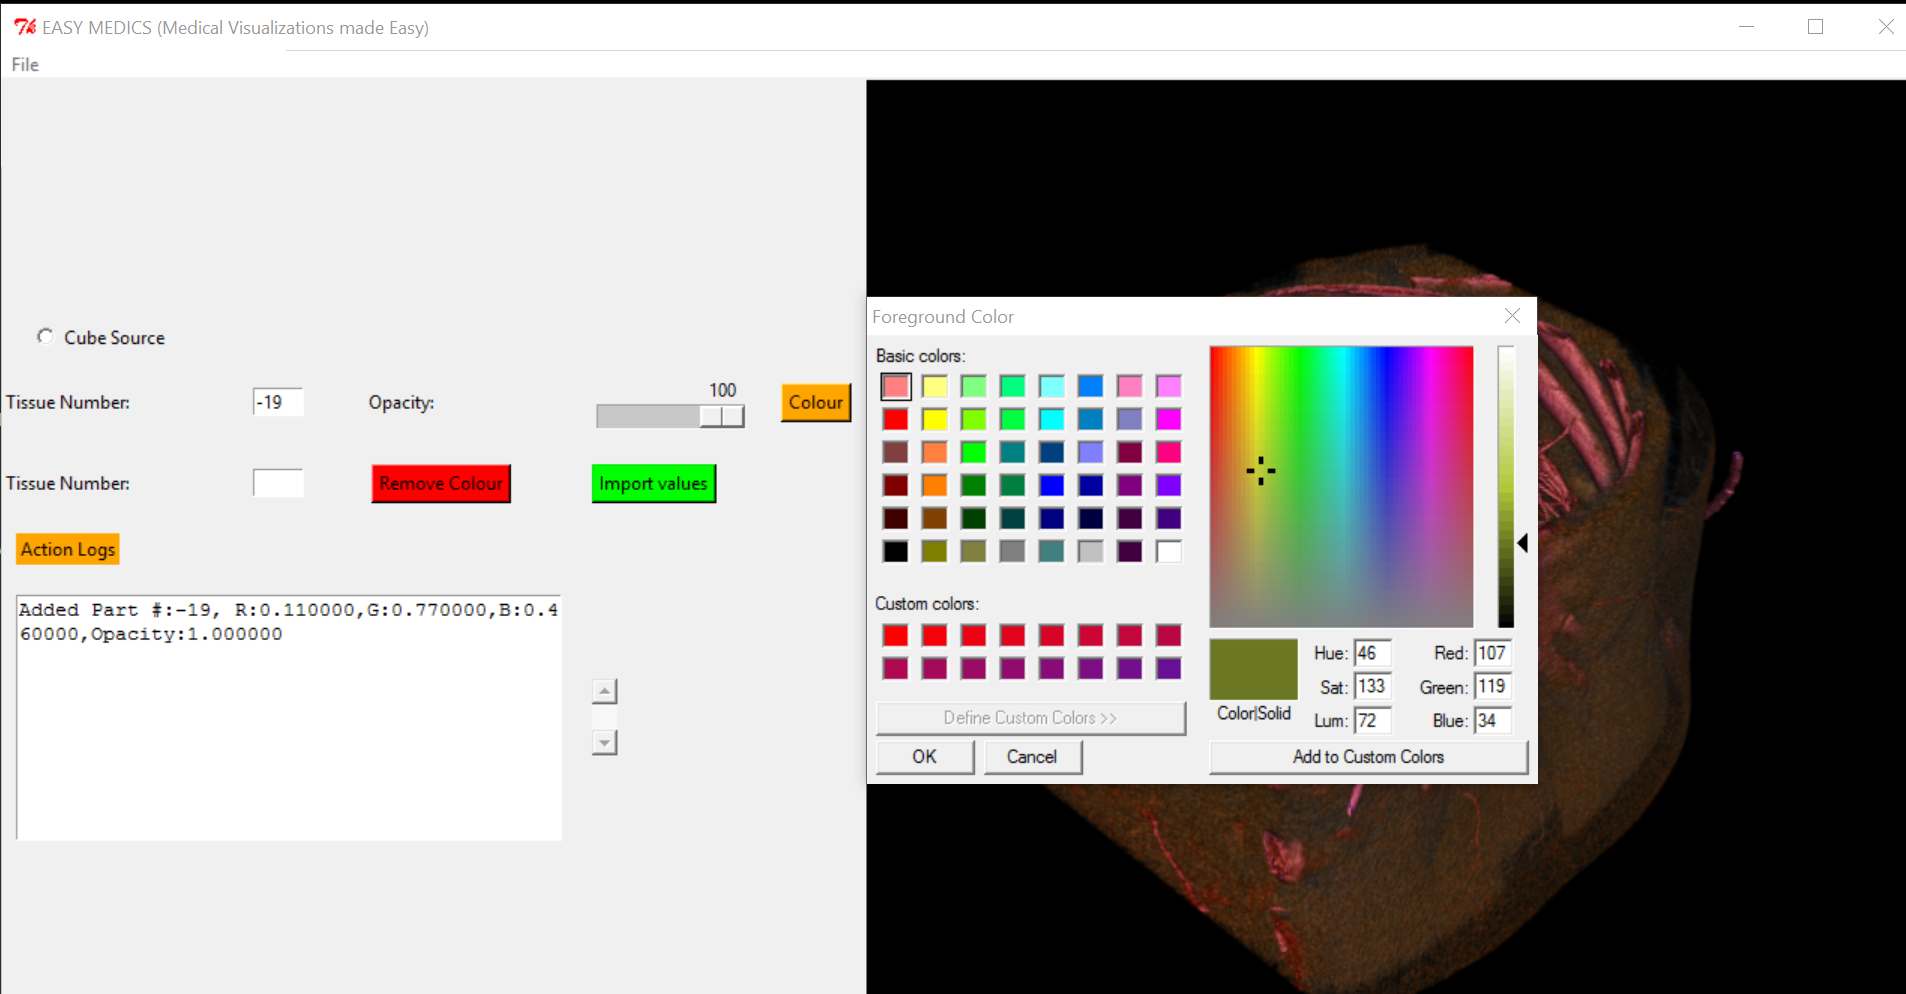 EASY MEDICS (Medical Visualizations made Easy)
File
Cube Source
Tissue Number:
-19
Opacity:
100
Colour
Tissue Number:
Remove Colour
Import values
Action Logs
Added Part #:-19, R:0.110000,G:0.770000,B:0.4
60000,Opacity:1.000000
Foreground Color
Basic colors:
Custom colors:
Define Custom Colors >>
OK
Cancel
Color|Solid
Hue: 46
Sat: 133
Lum: 72
Red: 107
Green: 119
Blue: 34
Add to Custom Colors